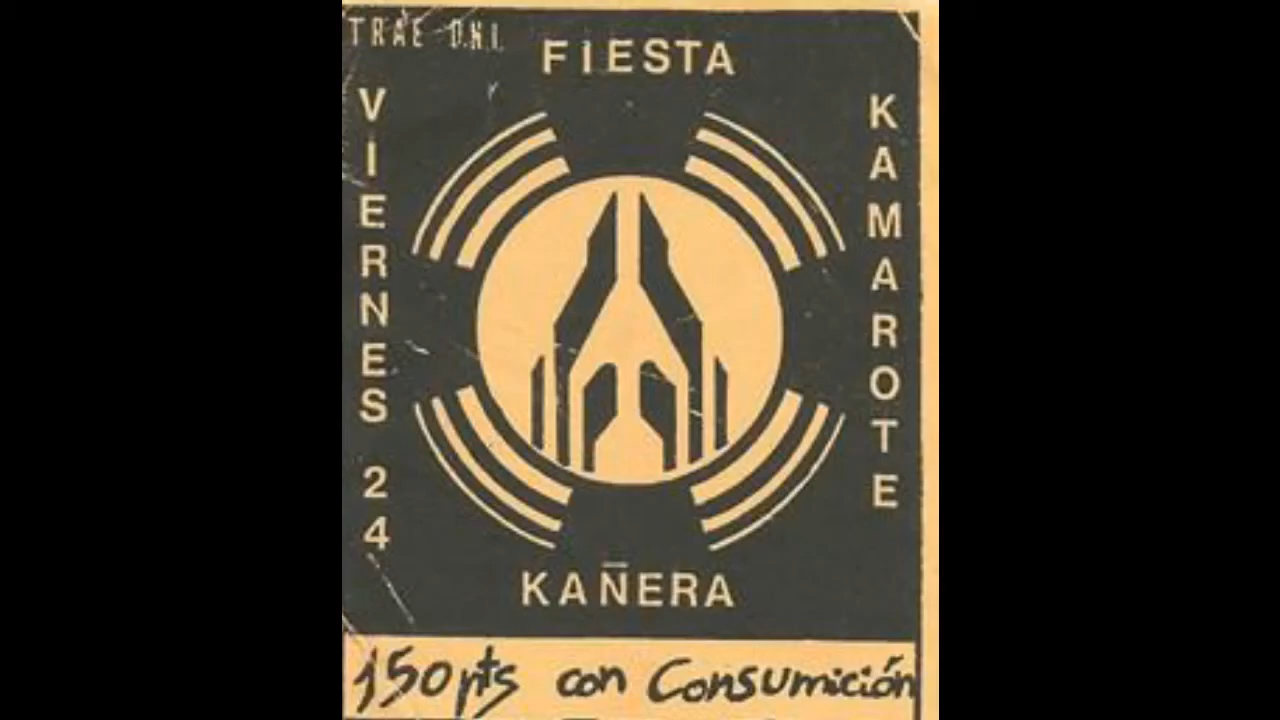 TRAE D.N.I.
FIESTA
VIERNES 24
KAMAROTE
KAÑERA
150 pts con Consumición